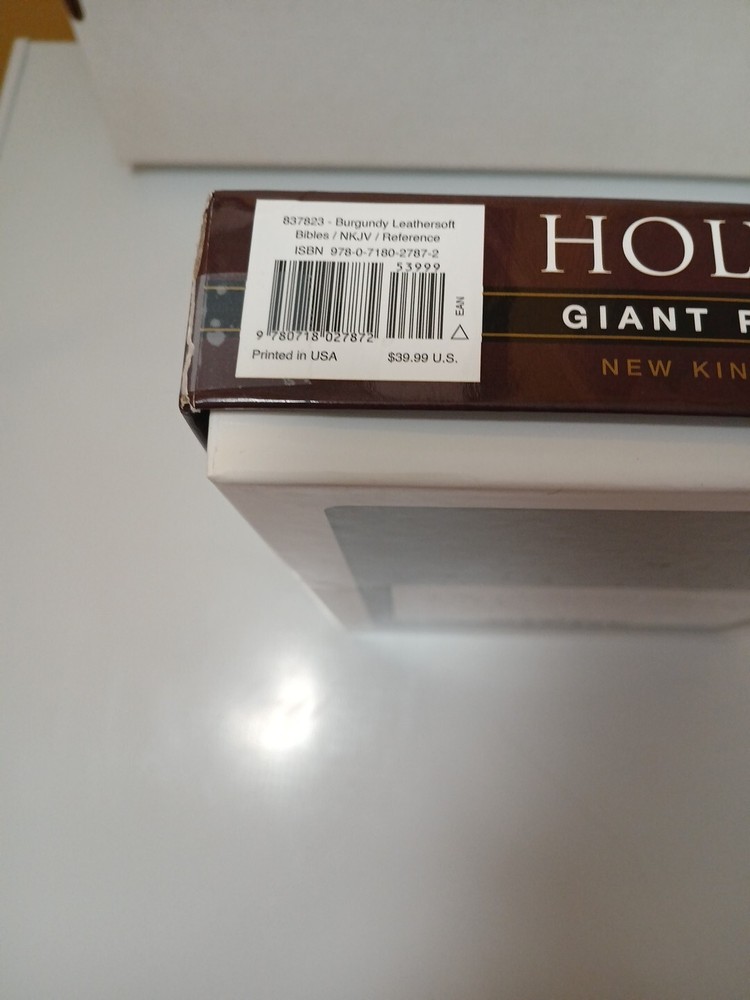 837823 - Burgundy Leathersoft
Bibles / NKJV / Reference
ISBN 978-0-7180-2787-2
53999
EAN
9 780718 027872
Printed in USA $39.99 U.S.
HOL
GIANT P
NEW KIN